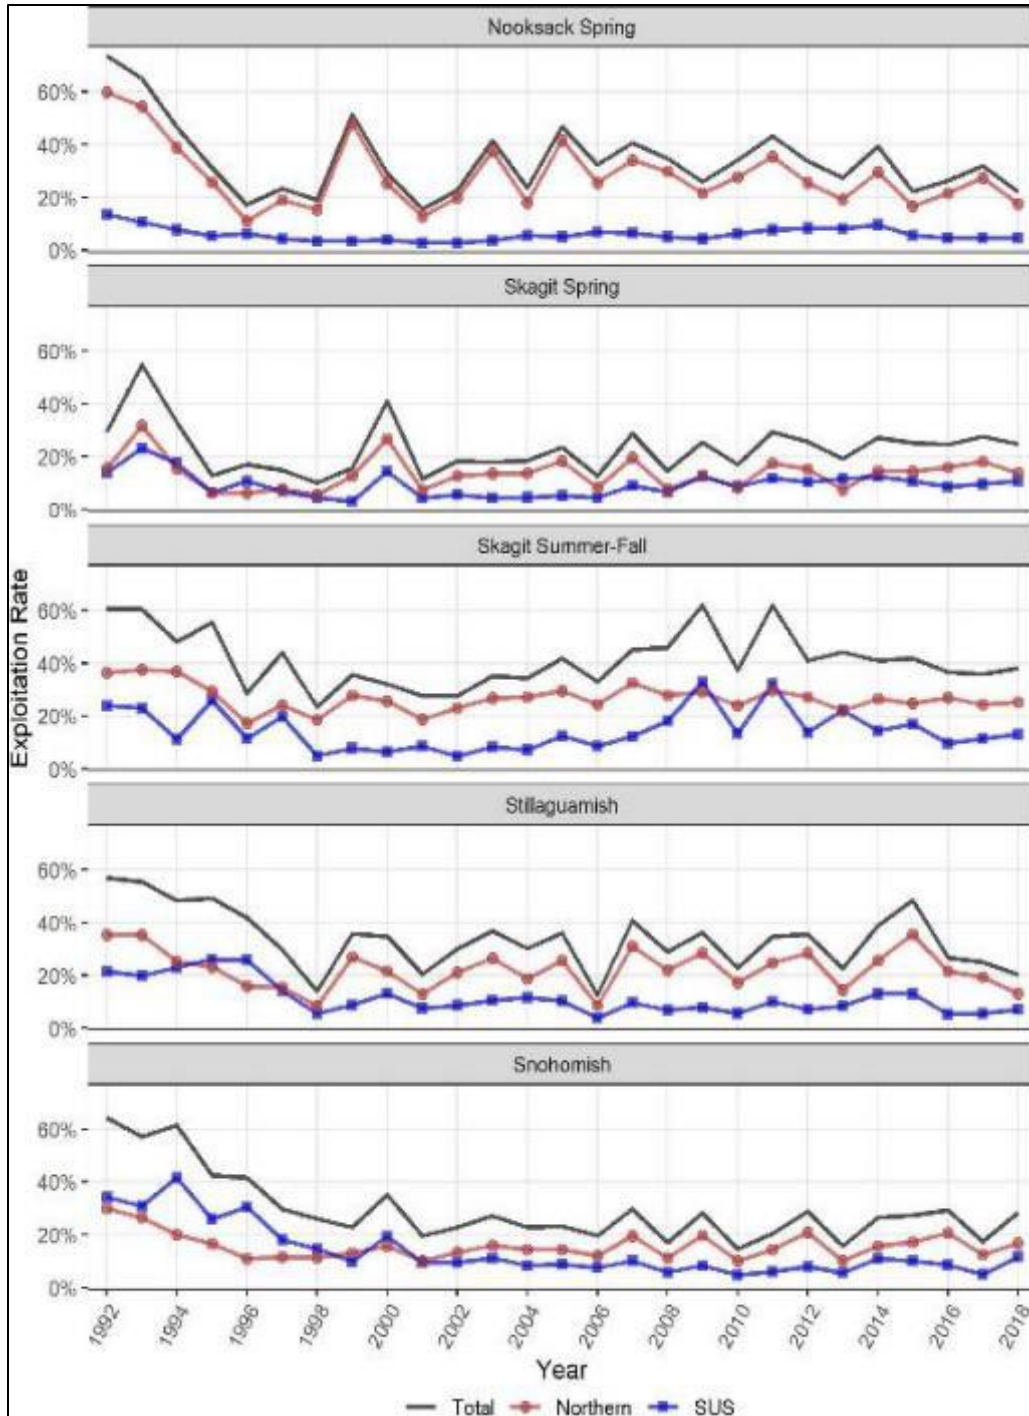 Nooksack Spring
60%
40%
20%
0%
Skagit Spring
60%
40%
20%
0%
Skagit Summer-Fall
60%
40%
20%
0%
Exploitation Rate
Stillaguamish
60%
40%
20%
0%
Snohomish
60%
40%
20%
0%
1992 1994 1996 1998 2000 2002 2004 2006 2008 2010 2012 2014 2016 2018
Year
Total Northern SUS